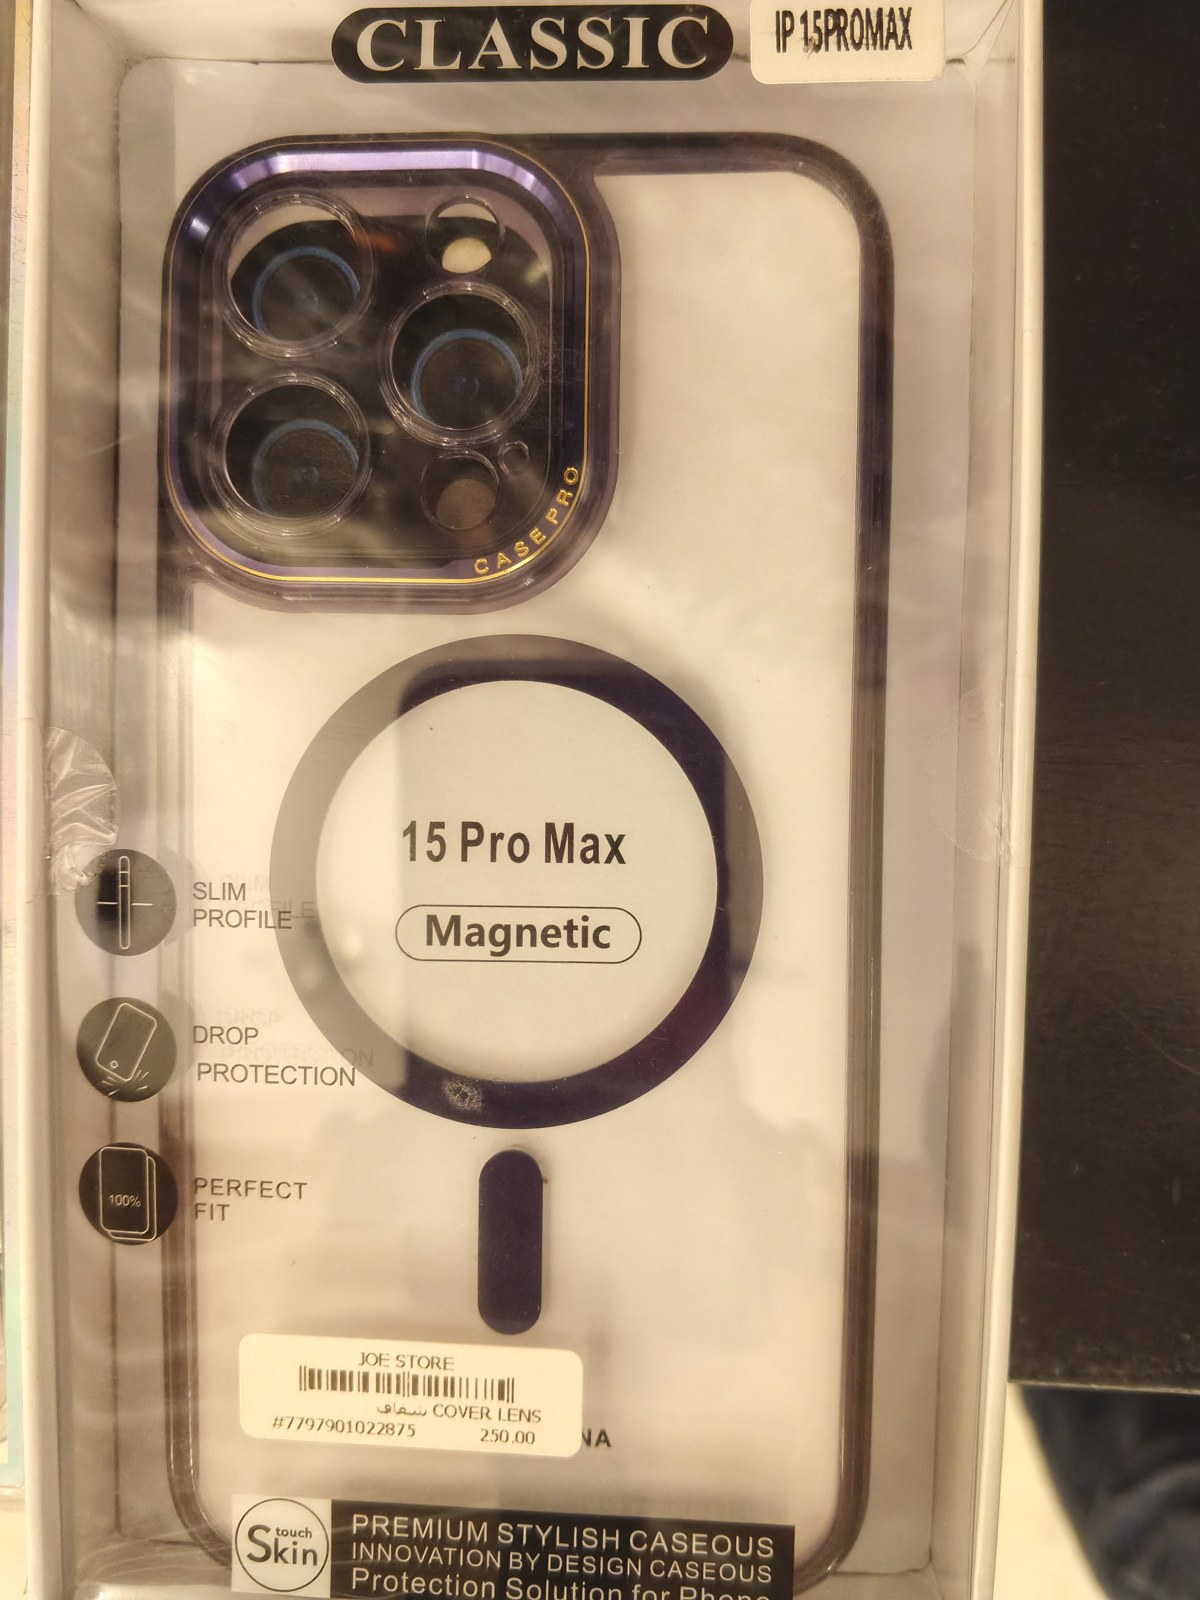 CLASSIC
IP 15PROMAX
CASE PRO
15 Pro Max
Magnetic
SLIM
PROFILE
DROP
PROTECTION
100%
PERFECT
FIT
JOE STORE
شفاف COVER LENS
#7797901022875 250.00
NA
touch
Skin
PREMIUM STYLISH CASEOUS
INNOVATION BY DESIGN CASEOUS
Protection Solution for Phone